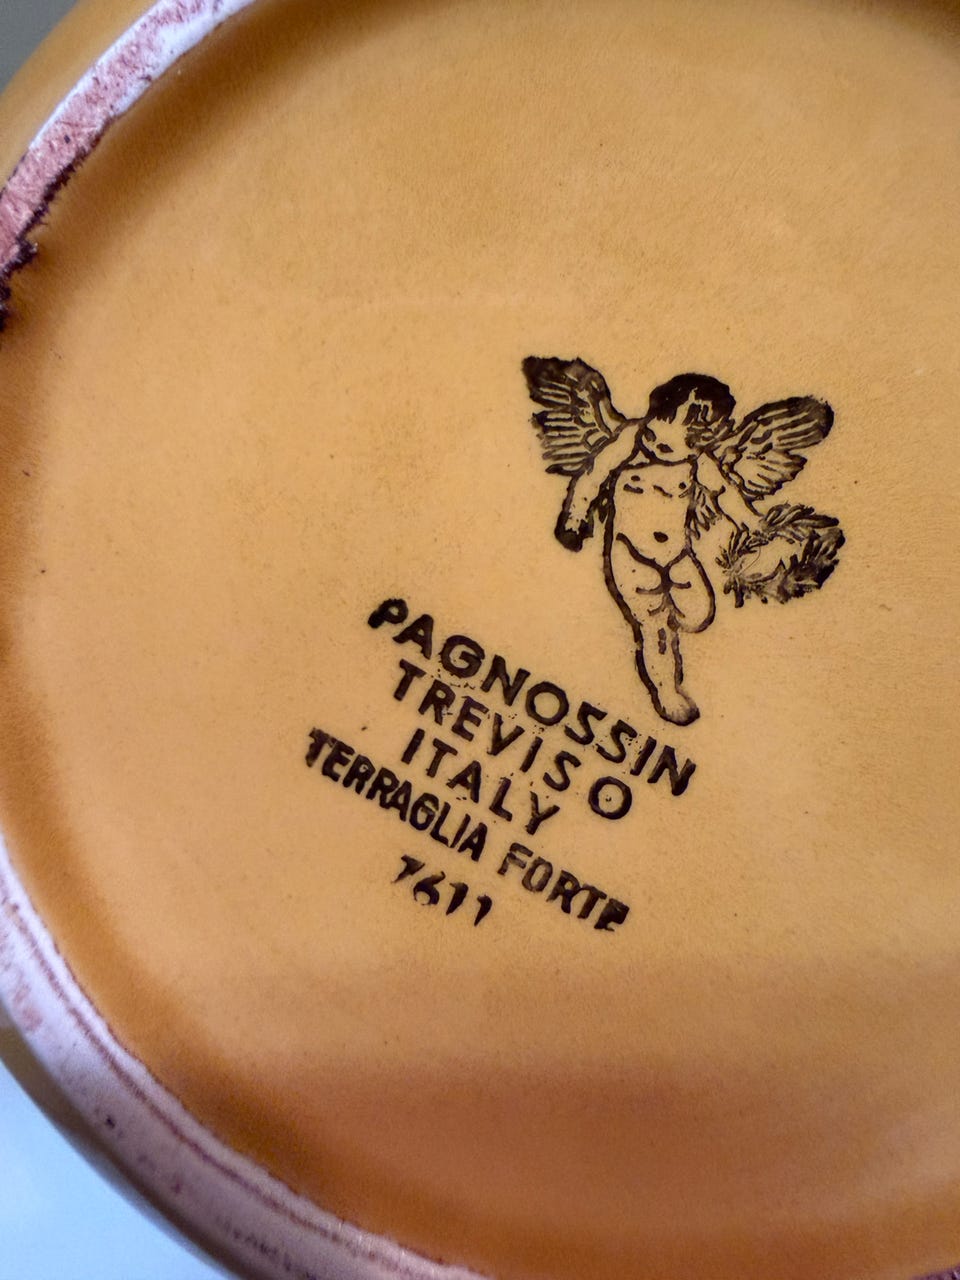 PAGNOSSIN
TREVISO
ITALY
TERRAGLIA FORTE
7611